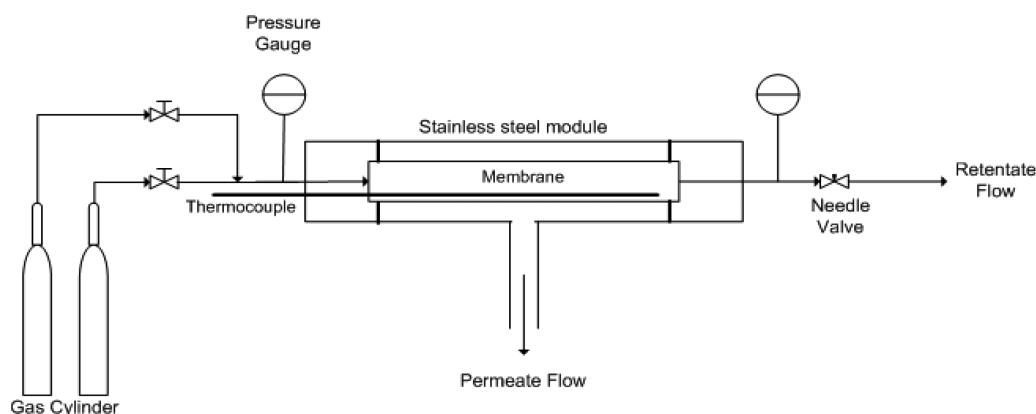 Pressure
Gauge
Stainless steel module
Membrane
Thermocouple
Needle
Valve
Retentate
Flow
Permeate Flow
Gas Cylinder